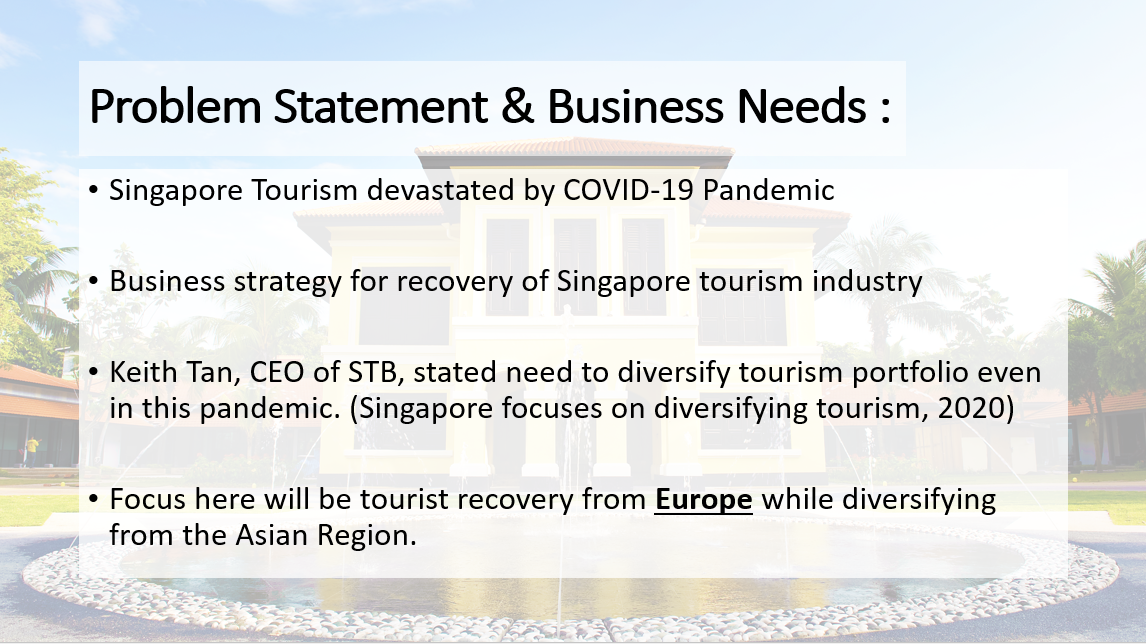 Problem Statement & Business Needs :
• Singapore Tourism devastated by COVID-19 Pandemic
• Business strategy for recovery of Singapore tourism industry
• Keith Tan, CEO of STB, stated need to diversify tourism portfolio even
in this pandemic. (Singapore focuses on diversifying tourism, 2020)
• Focus here will be tourist recovery from Europe while diversifying
from the Asian Region.